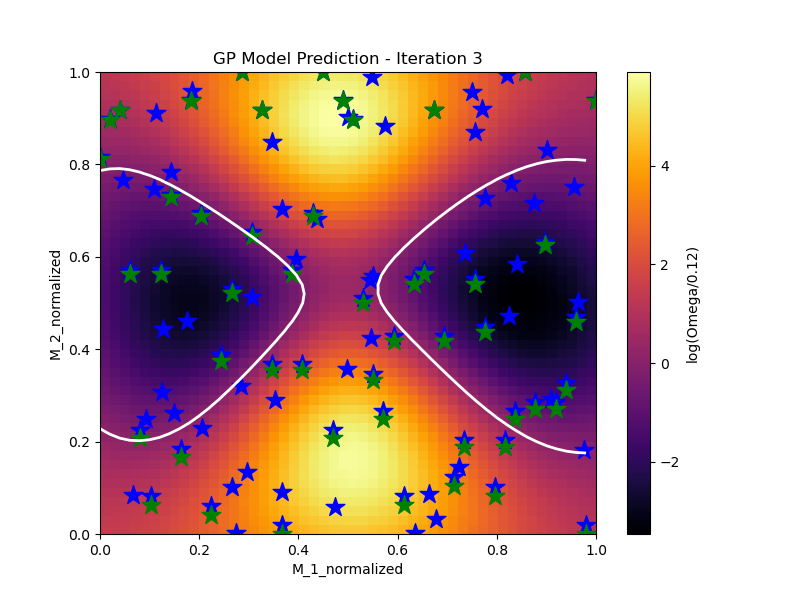 GP Model Prediction - Iteration 3
M_2_normalized
1.0
0.8
0.6
0.4
0.2
0.0
0.0 0.2 0.4 0.6 0.8 1.0
M_1_normalized
4
2
0
−2
log(Omega/0.12)